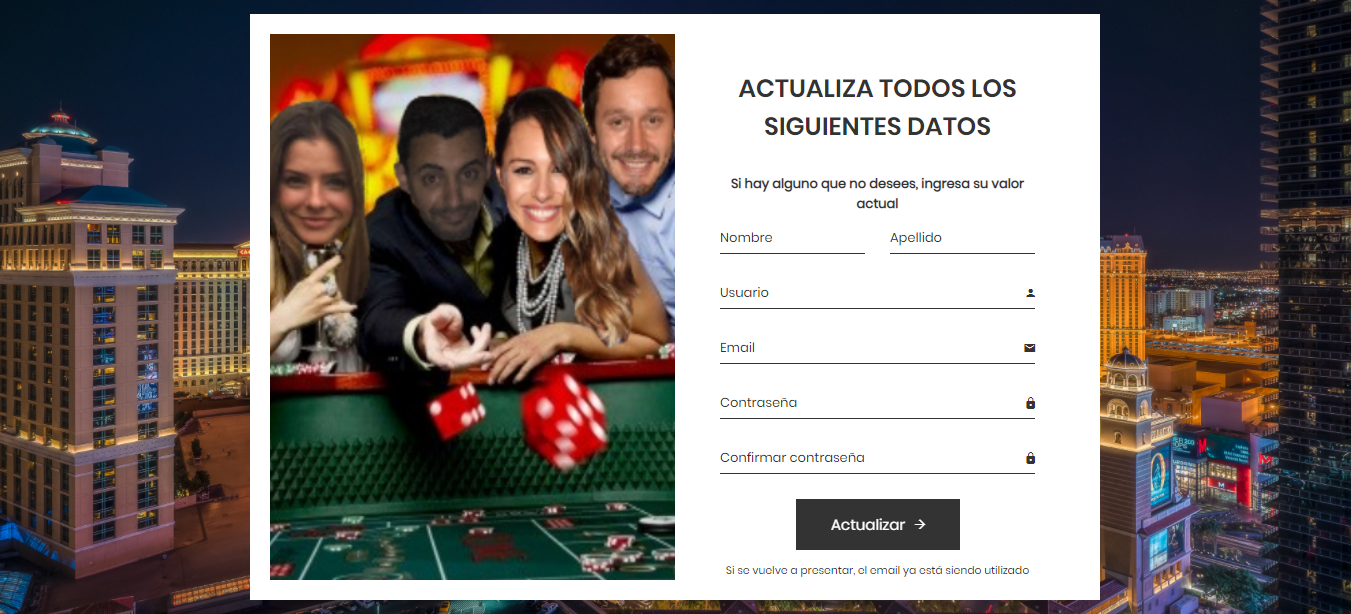 ACTUALIZA TODOS LOS
SIGUIENTES DATOS
Si hay alguno que no desees, ingresa su valor
actual
Nombre Apellido
Usuario
Email
Contraseña
Confirmar contraseña
Actualizar →
Si se vuelve a presentar, el email ya está siendo utilizado